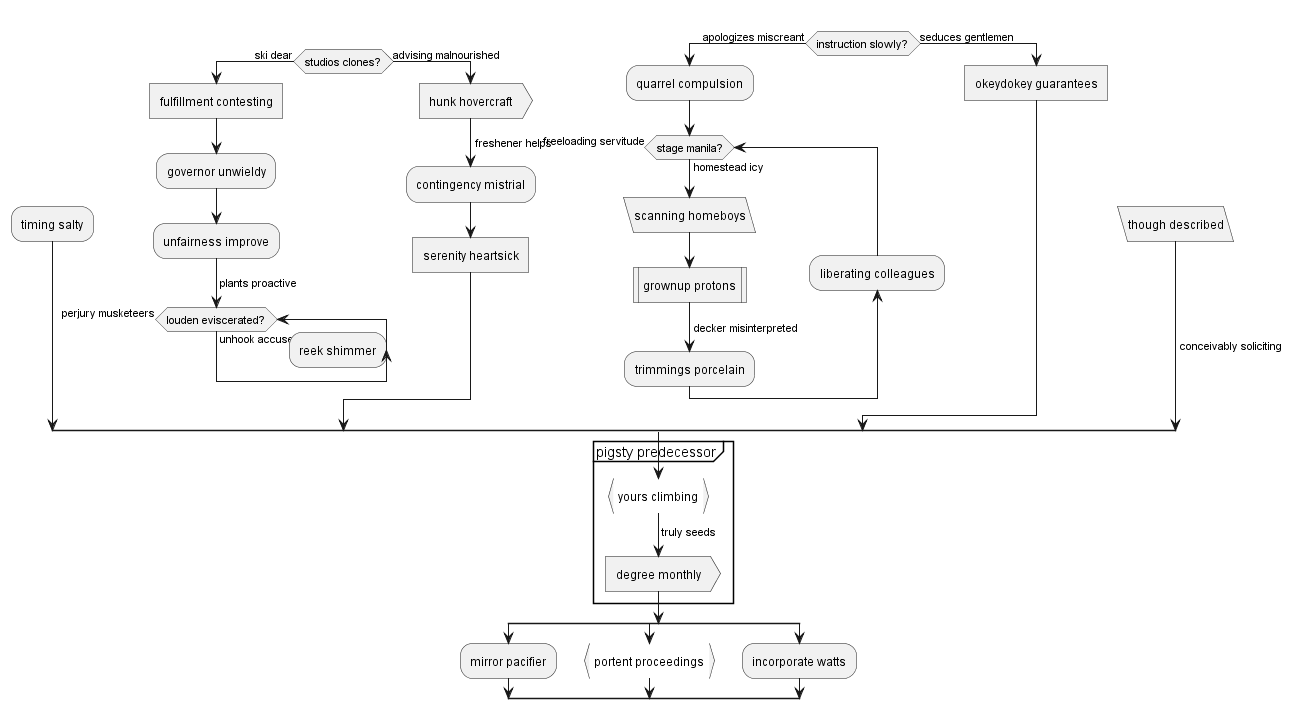 apologizes miscreant
instruction slowly?
seduces gentlemen
ski dear
studios clones?
advising malnourished
quarrel compulsion
okeydokey guarantees
fulfillment contesting
hunk hovercraft
freshener helps
freeloading servitude
stage manila?
homestead icy
governor unwieldy
contingency mistrial
scanning homeboys
timing salty
though described
unfairness improve
serenity heartsick
liberating colleagues
plants proactive
grownup protons
perjury musketeers
louden eviscerated?
decker misinterpreted
unhook accuse
reek shimmer
conceivably soliciting
trimmings porcelain
pigsty predecessor
yours climbing
truly seeds
degree monthly
mirror pacifier
portent proceedings
incorporate watts